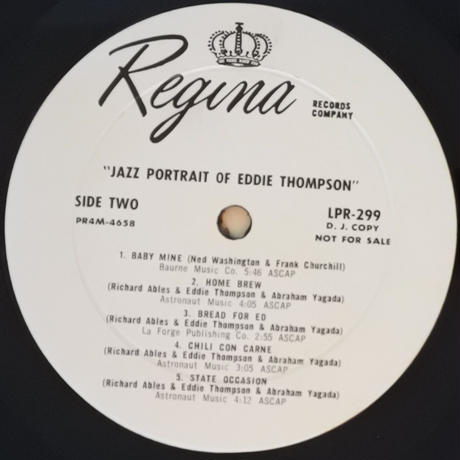 Regina
RECORDS
COMPANY
"JAZZ PORTRAIT OF EDDIE THOMPSON"
SIDE TWO
PR4M-4658
LPR-299
D. J. COPY
NOT FOR SALE
1. BABY MINE (Ned Washington & Frank Churchill)
Baurne Music Co. 5:46 ASCAP
2. HOME BREW
(Richard Ables & Eddie Thompson & Abraham Yagada)
Astronaut Music 4:05 ASCAP
3. BREAD FOR ED
(Richard Ables & Eddie Thompson & Abraham Yagada)
La Forge Publishing Co. 2:55 ASCAP
4. CHILI CON CARNE
(Richard Ables & Eddie Thompson & Abraham Yagada)
Astronaut Music 3:05 ASCAP
5. STATE OCCASION
(Richard Ables & Eddie Thompson & Abraham Yagada)
Astronaut Music 4:12 ASCAP